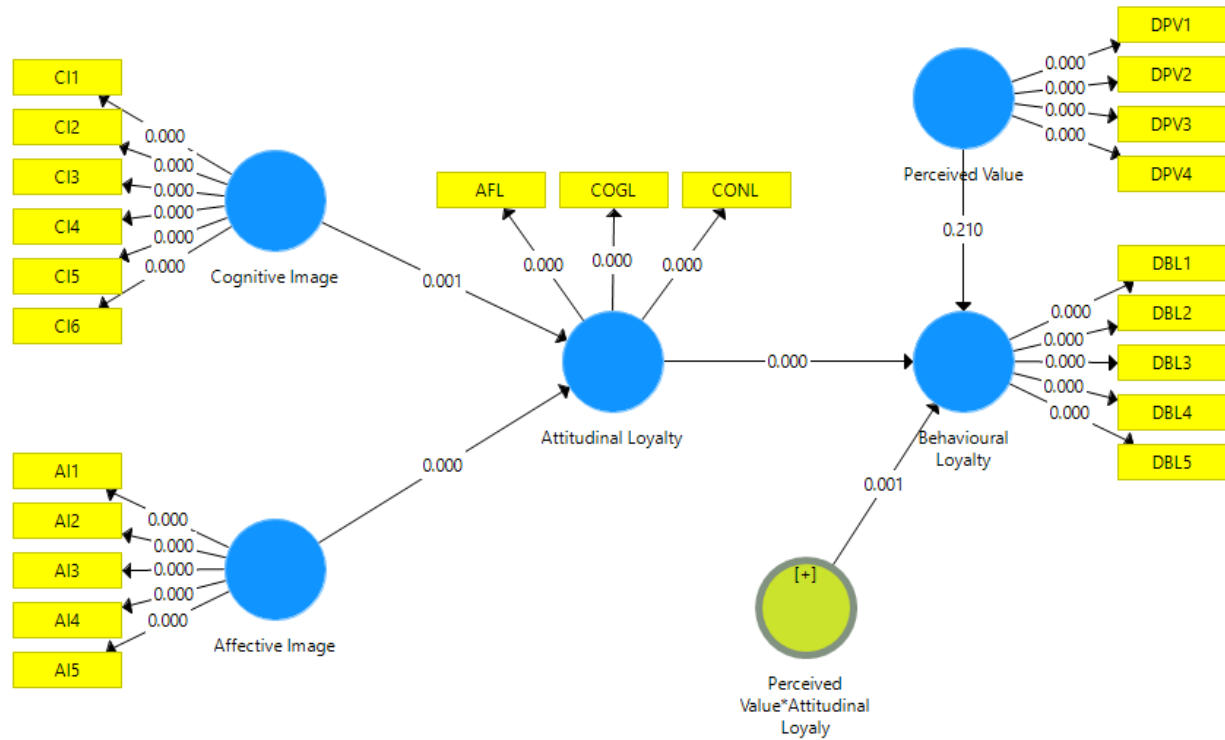 CI1
CI2
CI3
CI4
CI5
CI6
0.000
0.000
0.000
0.000
0.000
0.000
Cognitive Image
0.001
AI1
AI2
AI3
AI4
AI5
0.000
0.000
0.000
0.000
0.000
Affective Image
0.000
AFL
COGL
CONL
0.000
0.000
0.000
Attitudinal Loyalty
0.000
DPV1
DPV2
DPV3
DPV4
0.000
0.000
0.000
0.000
Perceived Value
0.210
DBL1
DBL2
DBL3
DBL4
DBL5
0.000
0.000
0.000
0.000
0.000
Behavioural
Loyalty
0.001
[+]
Perceived
Value*Attitudinal
Loyaly